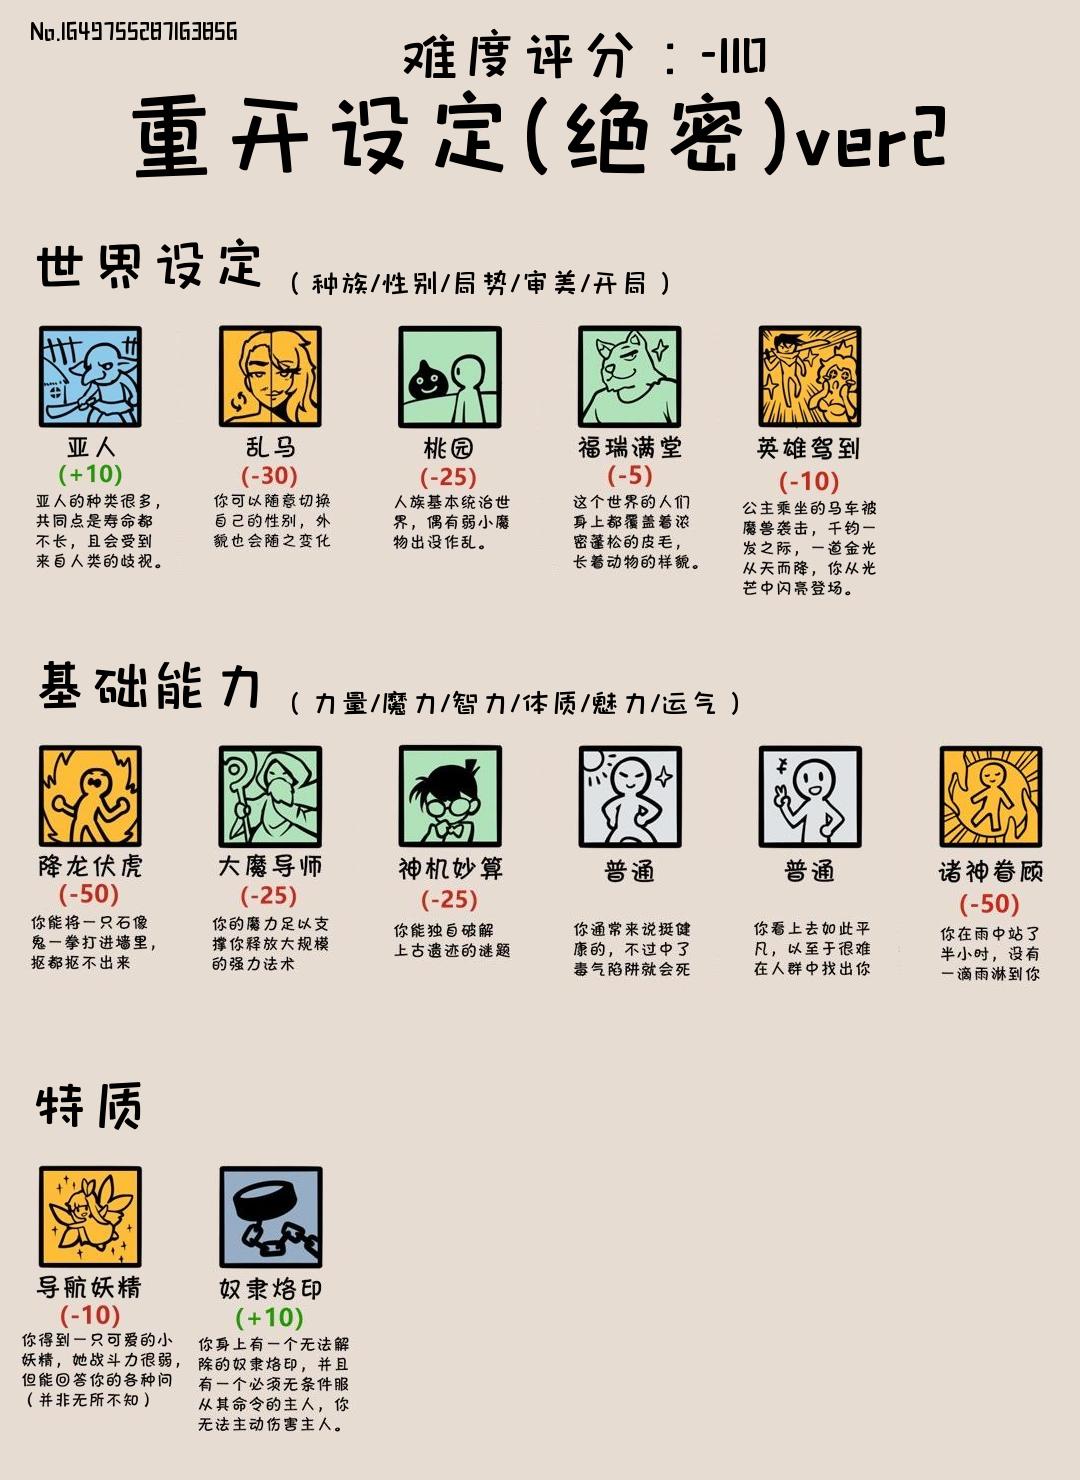 No.1649755287163856
难度评分：-110
重开设定(绝密)ver2
世界设定（种族/性别/局势/审美/开局）
亚人
(+10)
亚人的种类很多，
共同点是寿命都
不长，且会受到
来自人类的歧视。
乱马
(-30)
你可以随意切换
自己的性别，外
貌也会随之变化
桃园
(-25)
人族基本统治世
界，偶有弱小魔
物出没作乱。
福瑞满堂
(-5)
这个世界的人们
身上都覆盖着浓
密蓬松的皮毛，
长着动物的样貌。
英雄驾到
(-10)
公主乘坐的马车被
魔兽袭击，千钧一
发之际，一道金光
从天而降，你从光
芒中闪亮登场。
基础能力（力量/魔力/智力/体质/魅力/运气）
降龙伏虎
(-50)
你能将一只石像
鬼一拳打进墙里，
抠都抠不出来
大魔导师
(-25)
你的魔力足以支
撑你释放大规模
的强力法术
神机妙算
(-25)
你能独自破解
上古遗迹的谜题
普通
你通常来说挺健
康的，不过中了
毒气陷阱就会死
普通
你看上去如此平
凡，以至于很难
在人群中找出你
诸神眷顾
(-50)
你在雨中站了
半小时，没有
一滴雨淋到你
特质
导航妖精
(-10)
你得到一只可爱的小
妖精，她战斗力很弱，
但能回答你的各种问
（并非无所不知）
奴隶烙印
(+10)
你身上有一个无法解
除的奴隶烙印，并且
有一个必须无条件服
从其命令的主人，你
无法主动伤害主人。